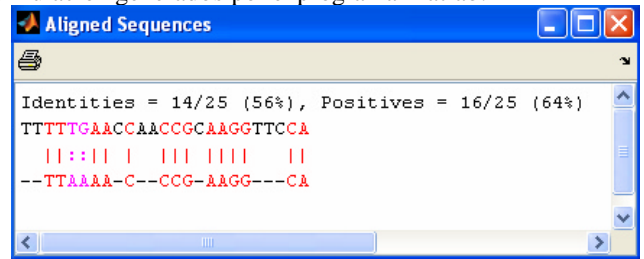 Aligned Sequences
Identities = 14/25 (56%), Positives = 16/25 (64%)
TTTTTGAACCAACCGCAAGGTTCCA
  ||::|| |  ||| ||||   ||
--TTAAAA-C--CCG-AAGG---CA